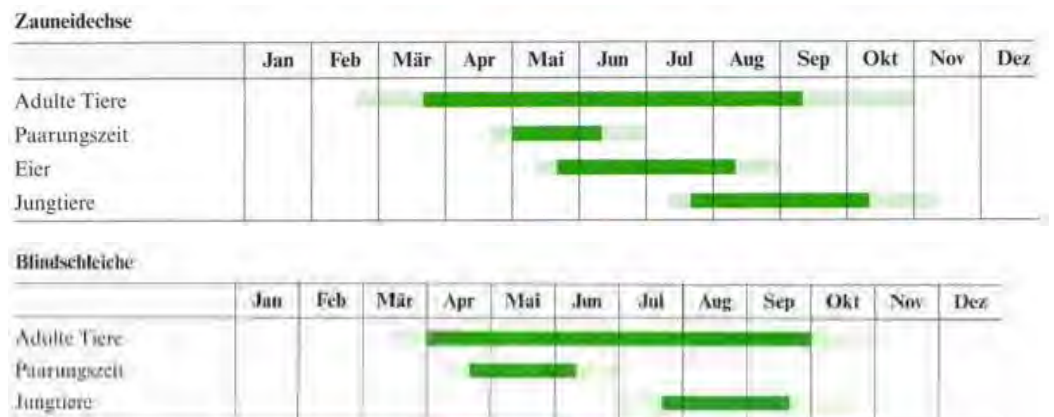 Zauneidechse
Jan Feb Mär Apr Mai Jun Jul Aug Sep Okt Nov Dez
Adulte Tiere
Paarungszeit
Eier
Jungtiere
Blindschleiche
Jan Feb Mär Apr Mai Jun Jul Aug Sep Okt Nov Dez
Adulte Tiere
Paarungszeit
Jungtiere